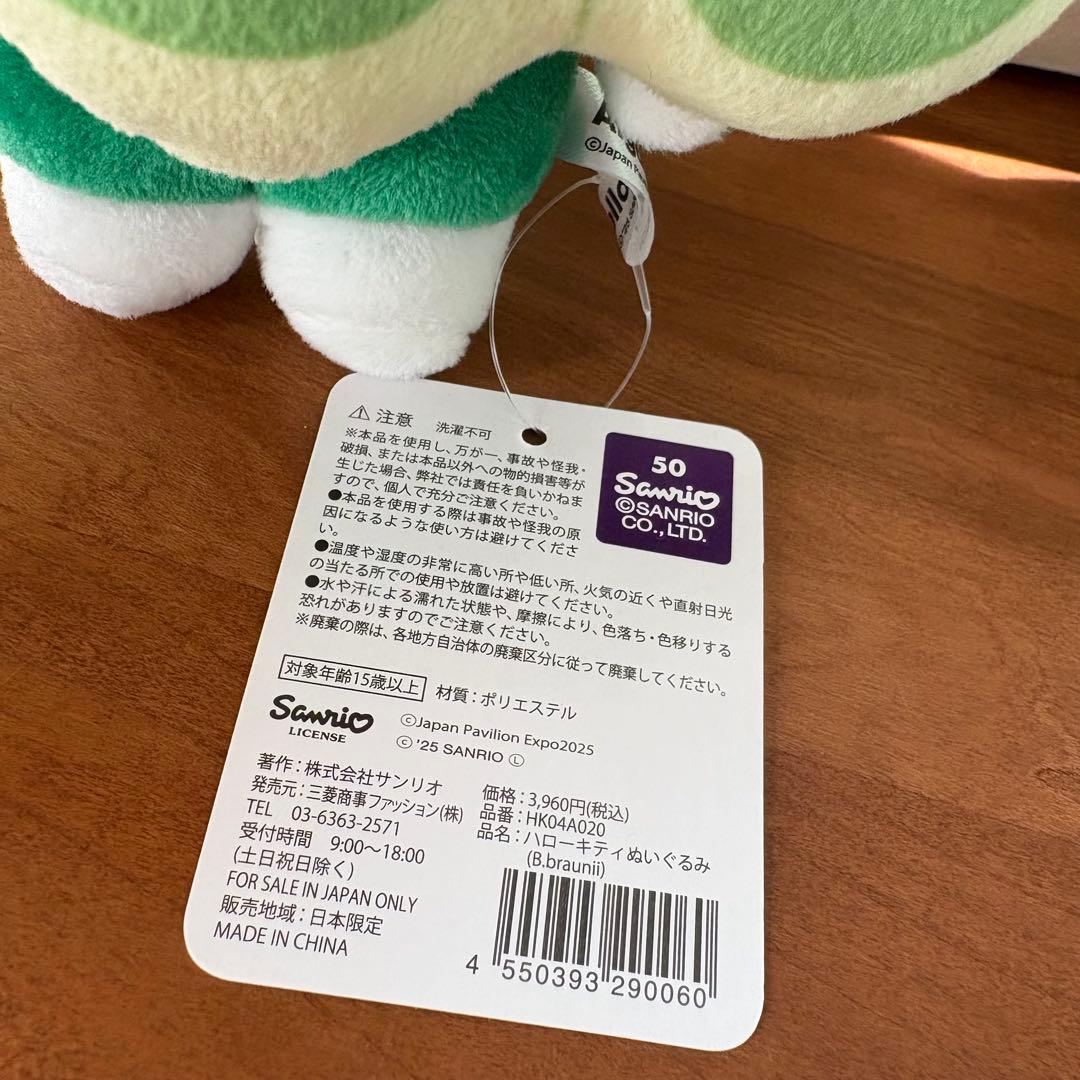 ©Japan
⚠ 注意 洗濯不可
※本品を使用し、万が一、事故や怪我・
破損、または本品以外への物的損害等が
生じた場合、弊社では責任を負いかねま
すので、個人で充分ご注意ください。
●本品を使用する際は事故や怪我の原
因になるような使い方は避けてくださ
い。
●温度や湿度の非常に高い所や低い所、火気の近くや直射日光
の当たる所での使用や放置は避けてください。
●水や汗による濡れた状態や、摩擦により、色落ち・色移りする
恐れがありますのでご注意ください。
※廃棄の際は、各地方自治体の廃棄区分に従って廃棄してください。
50
Sanrio
©SANRIO
CO.,LTD.
対象年齢15歳以上 材質:ポリエステル
Sanrio
LICENSE
©Japan Pavilion Expo2025
© '25 SANRIO Ⓛ
著作:株式会社サンリオ
発売元:三菱商事ファッション(株)
TEL 03-6363-2571
受付時間 9:00〜18:00
(土日祝日除く)
FOR SALE IN JAPAN ONLY
販売地域:日本限定
MADE IN CHINA
価格:3,960円(税込)
品番:HK04A020
品名:ハローキティぬいぐるみ
(B.braunii)
4 550393 290060